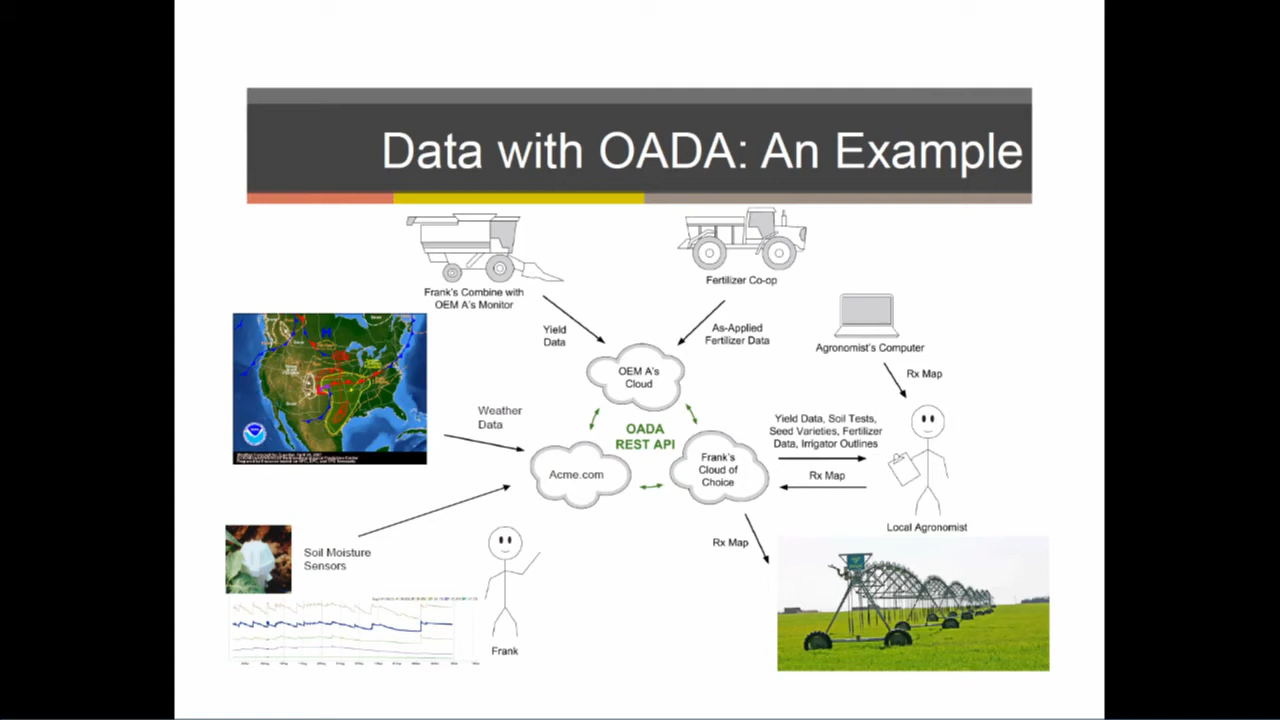 Data with OADA: An Example
Frank's Combine with
OEM A's Monitor
Fertilizer Co-op
Yield
Data
As-Applied
Fertilizer Data
Agronomist's Computer
Rx Map
OEM A's
Cloud
Weather
Data
OADA
REST API
Yield Data, Soil Tests,
Seed Varieties, Fertilizer
Data, Irrigator Outlines
Acme.com
Frank's
Cloud of
Choice
Rx Map
Local Agronomist
Rx Map
Soil Moisture
Sensors
Frank